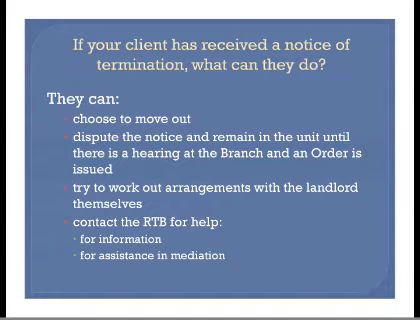 If your client has received a notice of
termination, what can they do?
They can:
choose to move out
dispute the notice and remain in the unit until
there is a hearing at the Branch and an Order is
issued
try to work out arrangements with the landlord
themselves
contact the RTB for help:
for information
for assistance in mediation